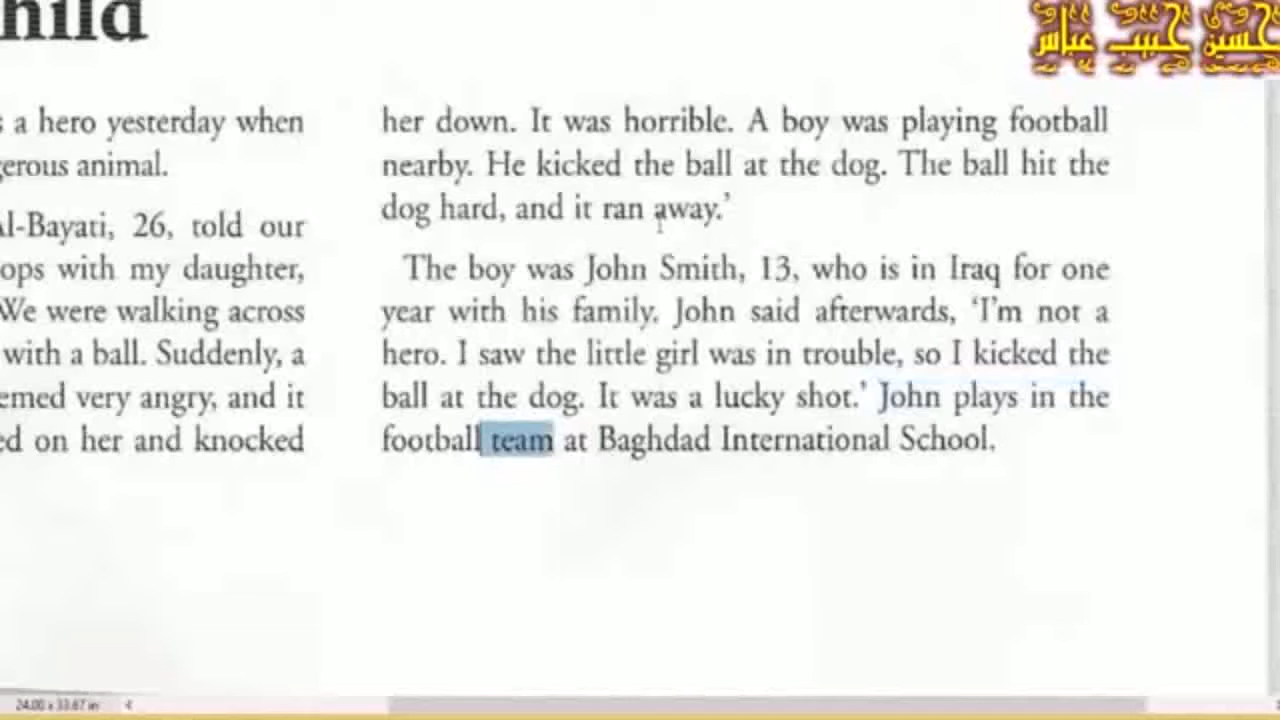 hild
حسين حبيب عباس
s a hero yesterday when
gerous animal.
Al-Bayati, 26, told our
ops with my daughter,
We were walking across
with a ball. Suddenly, a
emed very angry, and it
ed on her and knocked
her down. It was horrible. A boy was playing football
nearby. He kicked the ball at the dog. The ball hit the
dog hard, and it ran away.’
The boy was John Smith, 13, who is in Iraq for one
year with his family. John said afterwards, ‘I’m not a
hero. I saw the little girl was in trouble, so I kicked the
ball at the dog. It was a lucky shot.’ John plays in the
football team at Baghdad International School.
24.00 x 33.67 in